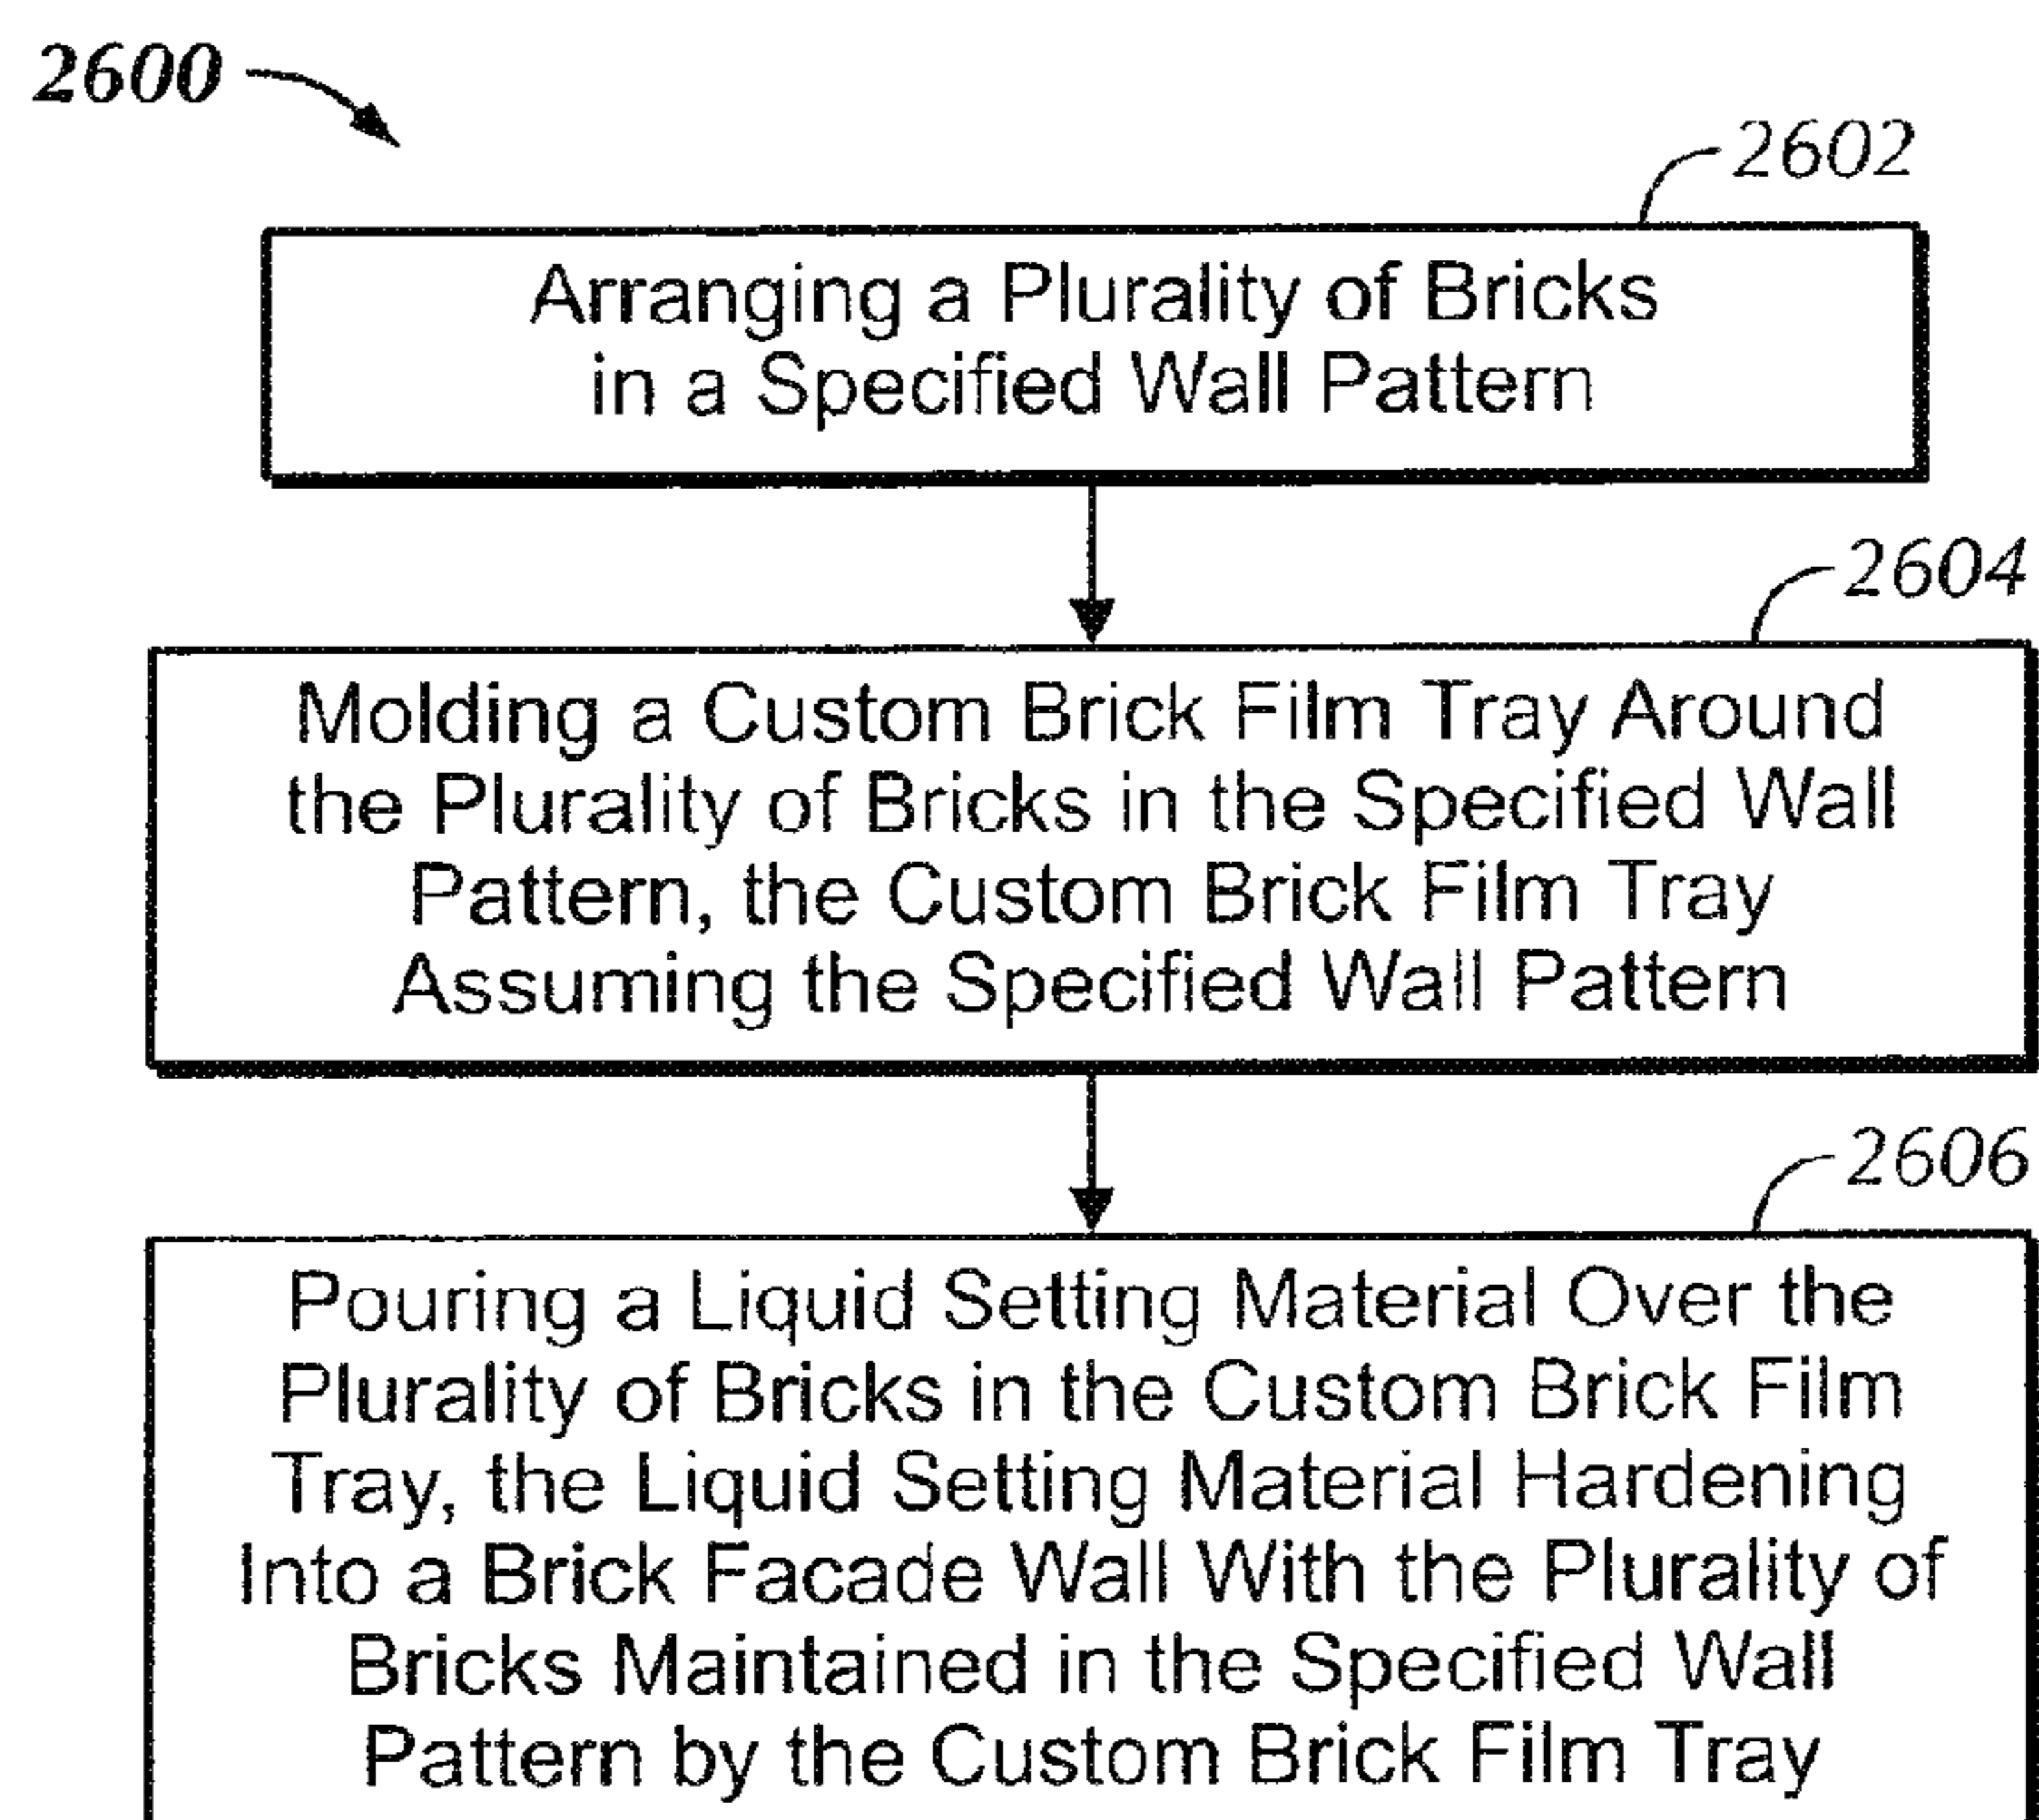 2600
2602
Arranging a Plurality of Bricks
in a Specified Wall Pattern
2604
Molding a Custom Brick Film Tray Around
the Plurality of Bricks in the Specified Wall
Pattern, the Custom Brick Film Tray
Assuming the Specified Wall Pattern
2606
Pouring a Liquid Setting Material Over the
Plurality of Bricks in the Custom Brick Film
Tray, the Liquid Setting Material Hardening
Into a Brick Facade Wall With the Plurality of
Bricks Maintained in the Specified Wall
Pattern by the Custom Brick Film Tray